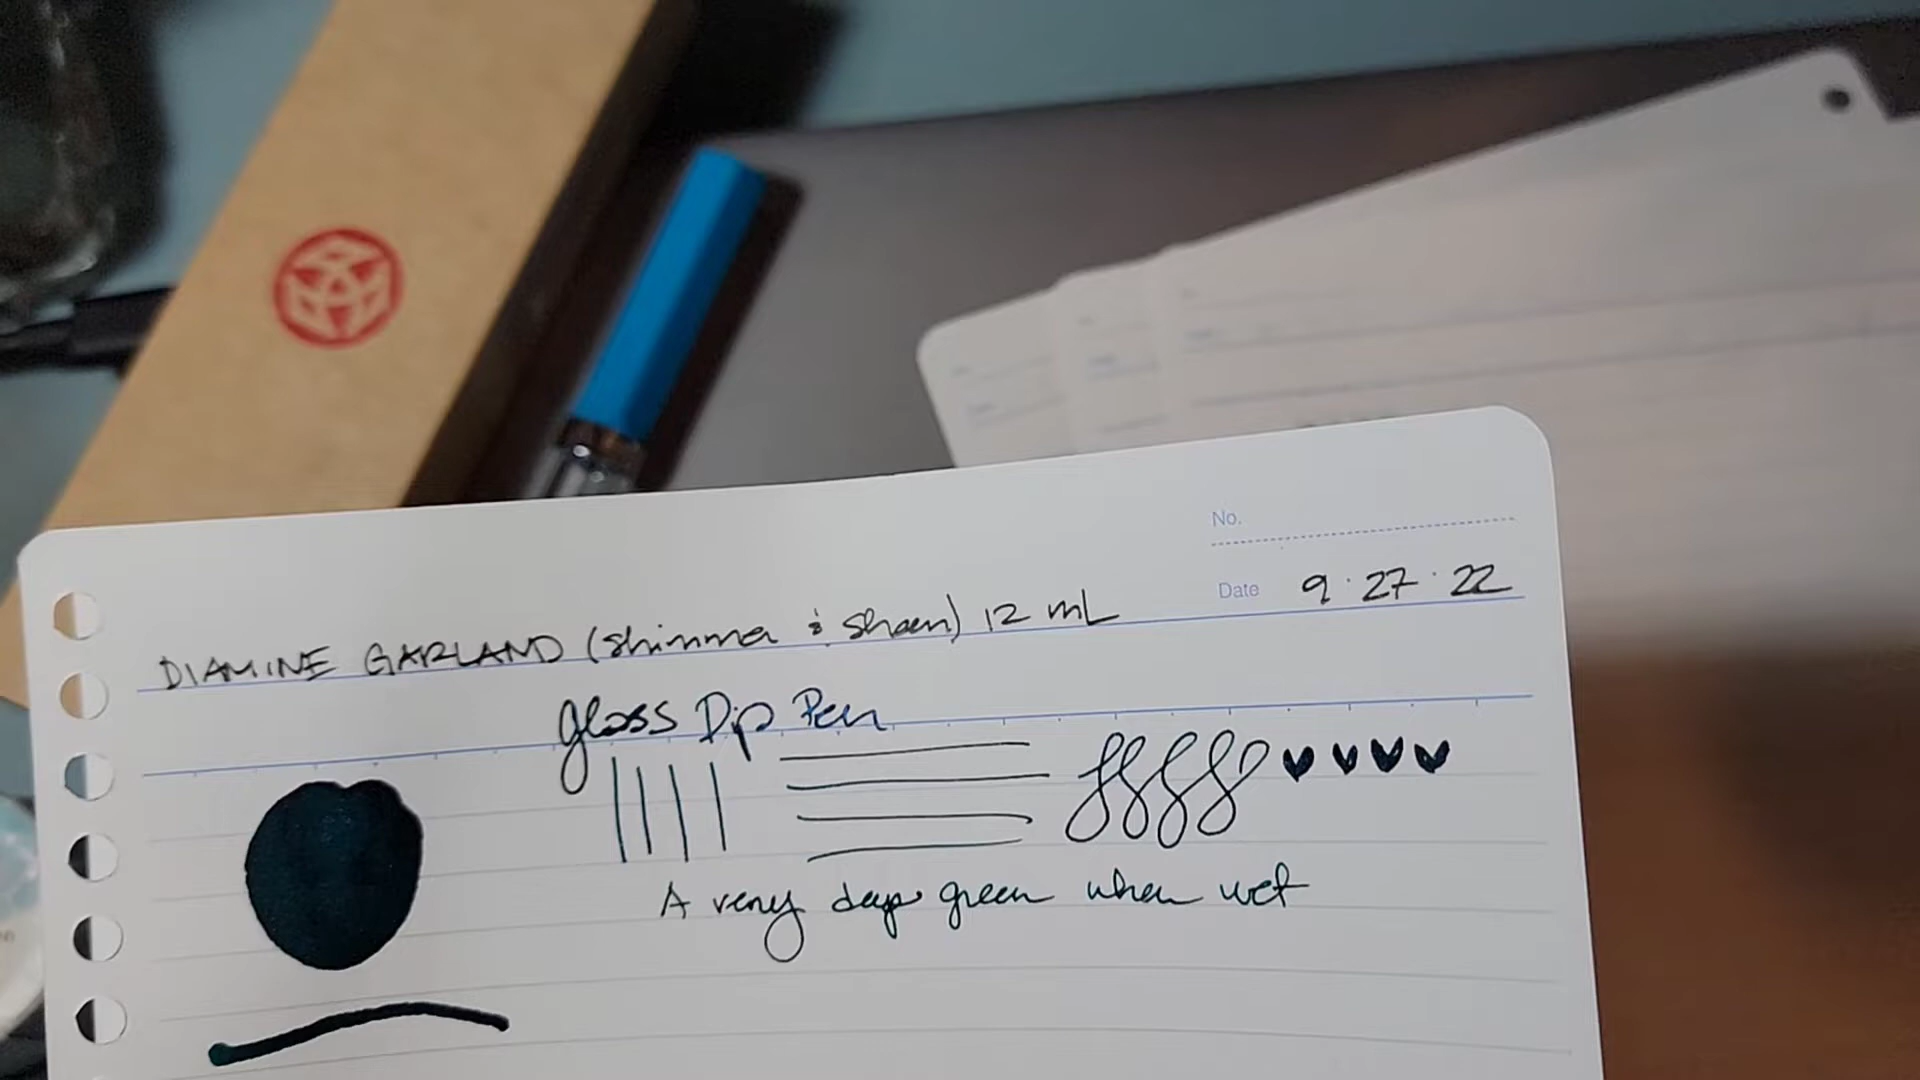 No.
Date 9.27.22
DIAMINE GARLAND (Shimmer & Sheen) 12 mL
glass Dip Pen
A very deep green when wet